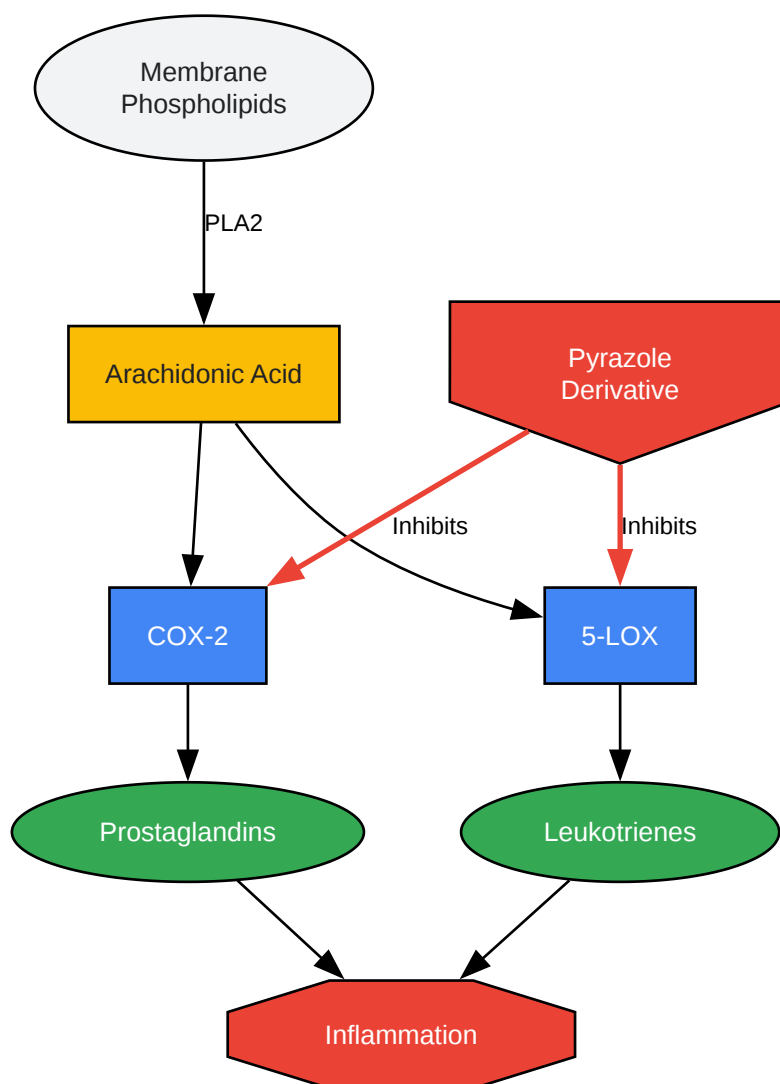 Membrane
Phospholipids
PLA2
Arachidonic Acid
Pyrazole
Derivative
Inhibits
Inhibits
COX-2
5-LOX
Prostaglandins
Leukotrienes
Inflammation